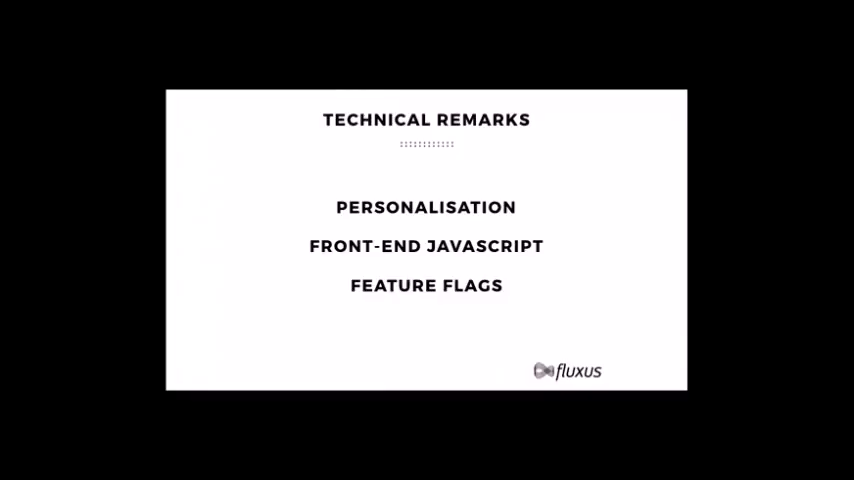 TECHNICAL REMARKS
PERSONALISATION
FRONT-END JAVASCRIPT
FEATURE FLAGS
fluxus